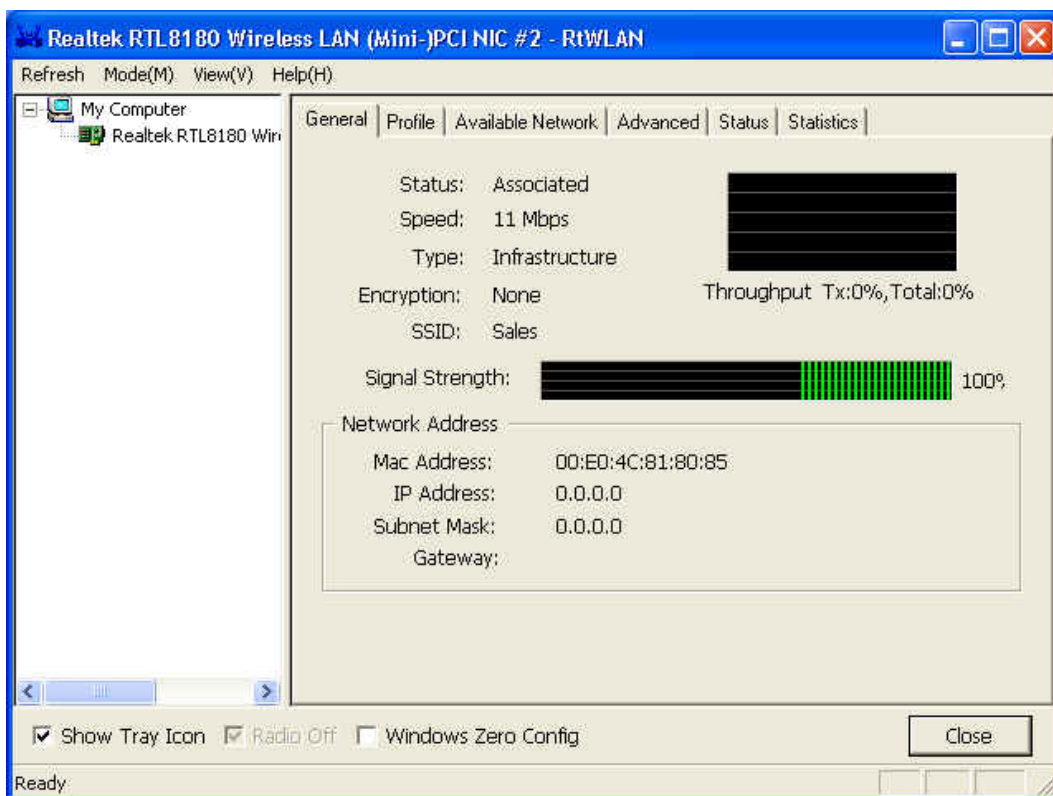 Realtek RTL8180 Wireless LAN (Mini-)PCI NIC #2 - RtWLAN
Refresh Mode(M) View(V) Help(H)
My Computer
Realtek RTL8180 Wir
General Profile Available Network Advanced Status Statistics
Status: Associated
Speed: 11 Mbps
Type: Infrastructure
Encryption: None
Throughput Tx:0%,Total:0%
SSID: Sales
Signal Strength: 100%
Network Address
Mac Address: 00:E0:4C:81:80:85
IP Address: 0.0.0.0
Subnet Mask: 0.0.0.0
Gateway:
Show Tray Icon Radio Off Windows Zero Config Close
Ready